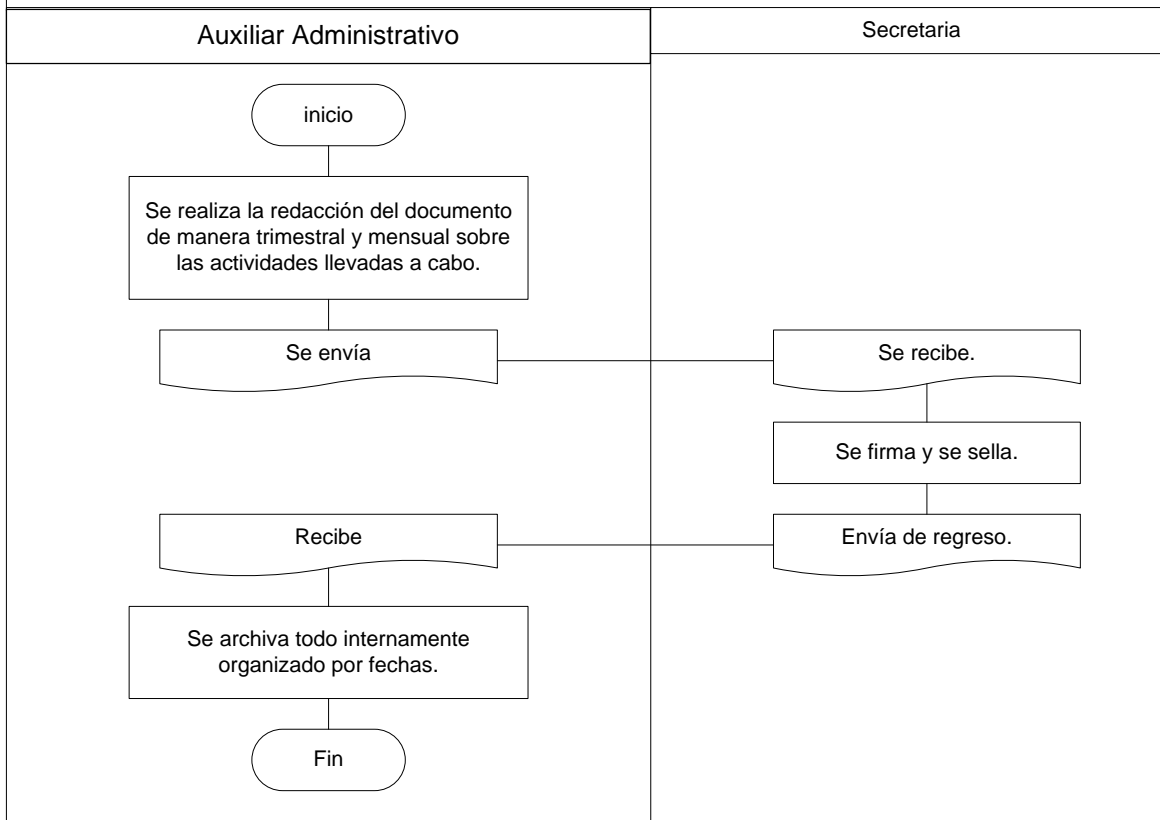 Auxiliar Administrativo
Secretaria
inicio
Se realiza la redacción del documento
de manera trimestral y mensual sobre
las actividades llevadas a cabo.
Se envía
Se recibe.
Se firma y se sella.
Envía de regreso.
Recibe
Se archiva todo internamente
organizado por fechas.
Fin